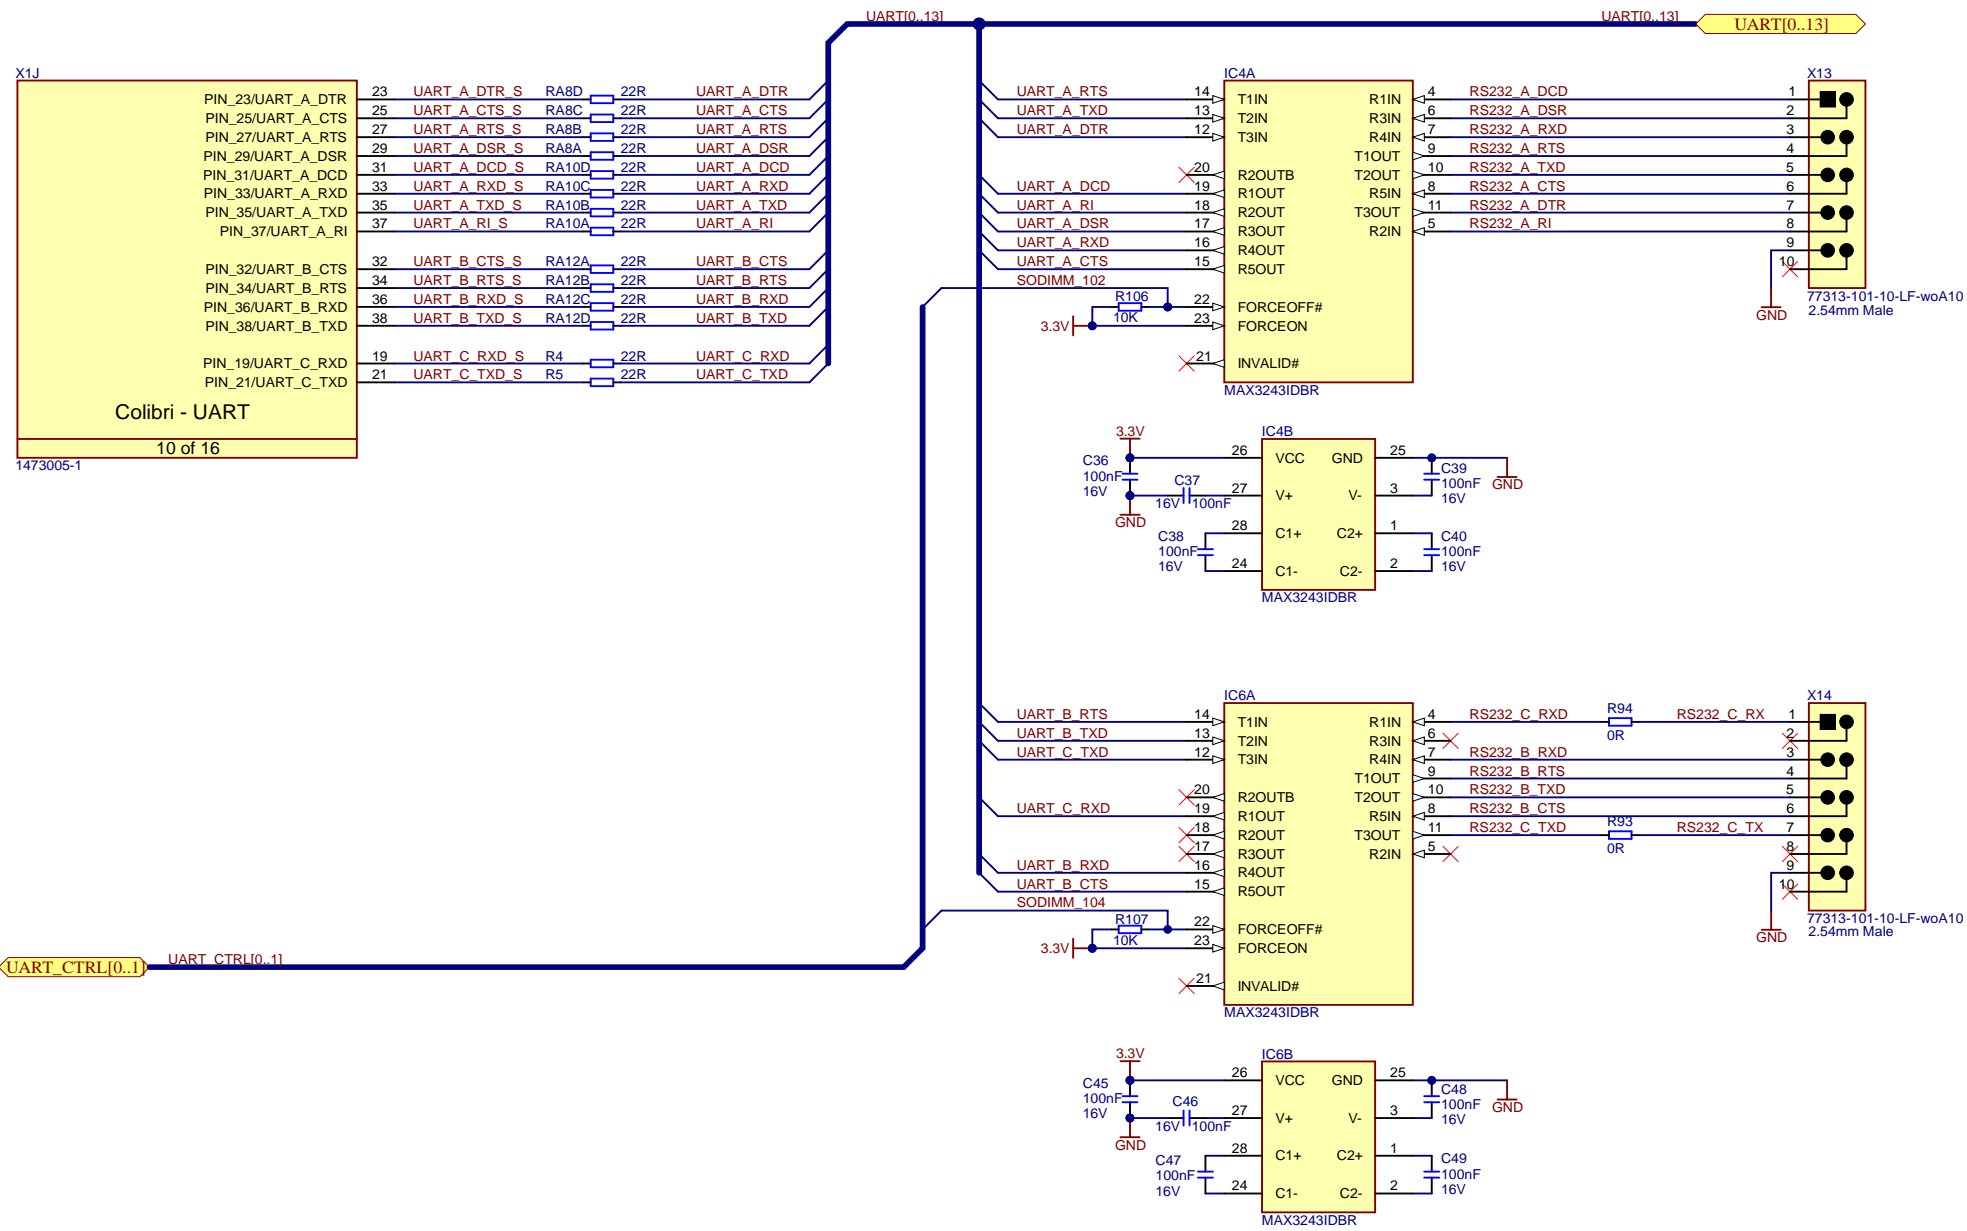 UART[0..13]
UART[0..13]
UART[0..13]
X1J
PIN_23/UART_A_DTR 23 UART_A_DTR_S RA8D 22R UART_A_DTR
PIN_25/UART_A_CTS 25 UART_A_CTS_S RA8C 22R UART_A_CTS
PIN_27/UART_A_RTS 27 UART_A_RTS_S RA8B 22R UART_A_RTS
PIN_29/UART_A_DSR 29 UART_A_DSR_S RA8A 22R UART_A_DSR
PIN_31/UART_A_DCD 31 UART_A_DCD_S RA10D 22R UART_A_DCD
PIN_33/UART_A_RXD 33 UART_A_RXD_S RA10C 22R UART_A_RXD
PIN_35/UART_A_TXD 35 UART_A_TXD_S RA10B 22R UART_A_TXD
PIN_37/UART_A_RI 37 UART_A_RI_S RA10A 22R UART_A_RI
PIN_32/UART_B_CTS 32 UART_B_CTS_S RA12A 22R UART_B_CTS
PIN_34/UART_B_RTS 34 UART_B_RTS_S RA12B 22R UART_B_RTS
PIN_36/UART_B_RXD 36 UART_B_RXD_S RA12C 22R UART_B_RXD
PIN_38/UART_B_TXD 38 UART_B_TXD_S RA12D 22R UART_B_TXD
PIN_19/UART_C_RXD 19 UART_C_RXD_S R4 22R UART_C_RXD
PIN_21/UART_C_TXD 21 UART_C_TXD_S R5 22R UART_C_TXD
Colibri - UART
10 of 16
1473005-1
IC4A
UART_A_RTS 14 T1IN
UART_A_TXD 13 T2IN
UART_A_DTR 12 T3IN
20 R2OUTB
UART_A_DCD 19 R1OUT
UART_A_RI 18 R2OUT
UART_A_DSR 17 R3OUT
UART_A_RXD 16 R4OUT
UART_A_CTS 15 R5OUT
SODIMM_102
R106
10K
3.3V
22 FORCEOFF#
23 FORCEON
21 INVALID#
MAX3243IDBR
X13
R1IN 4 RS232_A_DCD 1
R3IN 6 RS232_A_DSR 2
R4IN 7 RS232_A_RXD 3
T1OUT 9 RS232_A_RTS 4
T2OUT 10 RS232_A_TXD 5
R5IN 8 RS232_A_CTS 6
T3OUT 11 RS232_A_DTR 7
R2IN 5 RS232_A_RI 8
9
10
GND
77313-101-10-LF-woA10
2.54mm Male
IC4B
3.3V
C36
100nF
16V
GND
C37
16V 100nF
C38
100nF
16V
26 VCC GND 25
27 V+ V- 3
28 C1+ C2+ 1
24 C1- C2- 2
MAX3243IDBR
C39
100nF
16V
GND
C40
100nF
16V
IC6A
UART_B_RTS 14 T1IN
UART_B_TXD 13 T2IN
UART_C_TXD 12 T3IN
20 R2OUTB
UART_C_RXD 19 R1OUT
18 R2OUT
17 R3OUT
UART_B_RXD 16 R4OUT
UART_B_CTS 15 R5OUT
SODIMM_104
R107
10K
3.3V
22 FORCEOFF#
23 FORCEON
21 INVALID#
MAX3243IDBR
X14
R1IN 4 RS232_C_RXD R94 0R RS232_C_RX 1
R3IN 6 2
R4IN 7 RS232_B_RXD 3
T1OUT 9 RS232_B_RTS 4
T2OUT 10 RS232_B_TXD 5
R5IN 8 RS232_B_CTS 6
T3OUT 11 RS232_C_TXD R93 0R RS232_C_TX 7
R2IN 5 8
9
10
GND
77313-101-10-LF-woA10
2.54mm Male
UART_CTRL[0..1]
UART_CTRL[0..1]
IC6B
3.3V
C45
100nF
16V
GND
C46
16V 100nF
C47
100nF
16V
26 VCC GND 25
27 V+ V- 3
28 C1+ C2+ 1
24 C1- C2- 2
MAX3243IDBR
C48
100nF
16V
GND
C49
100nF
16V